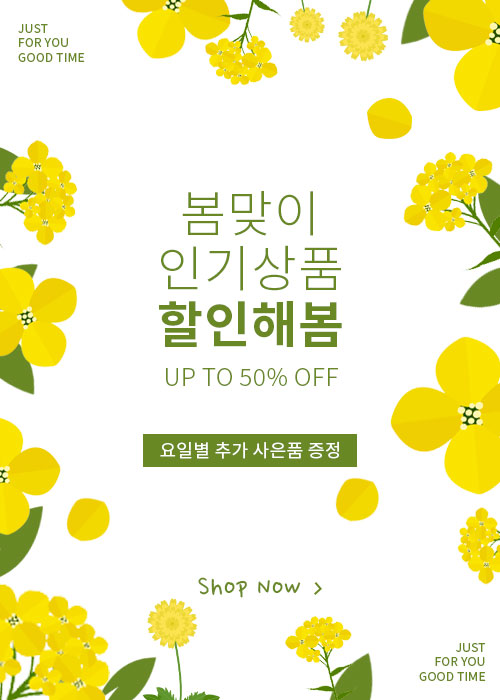 JUST
FOR YOU
GOOD TIME
봄맞이
인기상품
할인해봄
UP TO 50% OFF
요일별 추가 사은품 증정
Shop Now >
JUST
FOR YOU
GOOD TIME